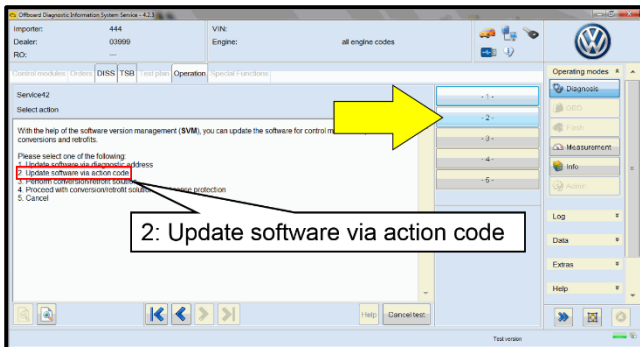 Offboard Diagnostic Information System Service - 4.2.3
Importer: 444
Dealer: 03999
RO: ---
VIN:
Engine: all engine codes
Control modules Orders DISS TSB Test plan Operation Special Functions
Service42
Select action
With the help of the software version management (SVM), you can update the software for control
conversions and retrofits.
Please select one of the following:
1. Update software via diagnostic address
2. Update software via action code
3. Perform conversion/retrofit solution
4. Proceed with conversion/retrofit protection
5. Cancel
2: Update software via action code
- 1 -
- 2 -
- 3 -
- 4 -
- 5 -
Operating modes
Diagnosis
OBD
Flash
Measurement
Info
Admin
Log
Data
Extras
Help
Help
Cancel test
Test version